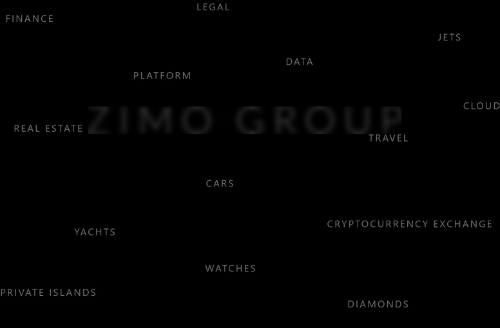 LEGAL
FINANCE
JETS
DATA
PLATFORM
CLOUD
ZIMO GROUP
REAL ESTATE
TRAVEL
CARS
CRYPTOCURRENCY EXCHANGE
YACHTS
WATCHES
PRIVATE ISLANDS
DIAMONDS